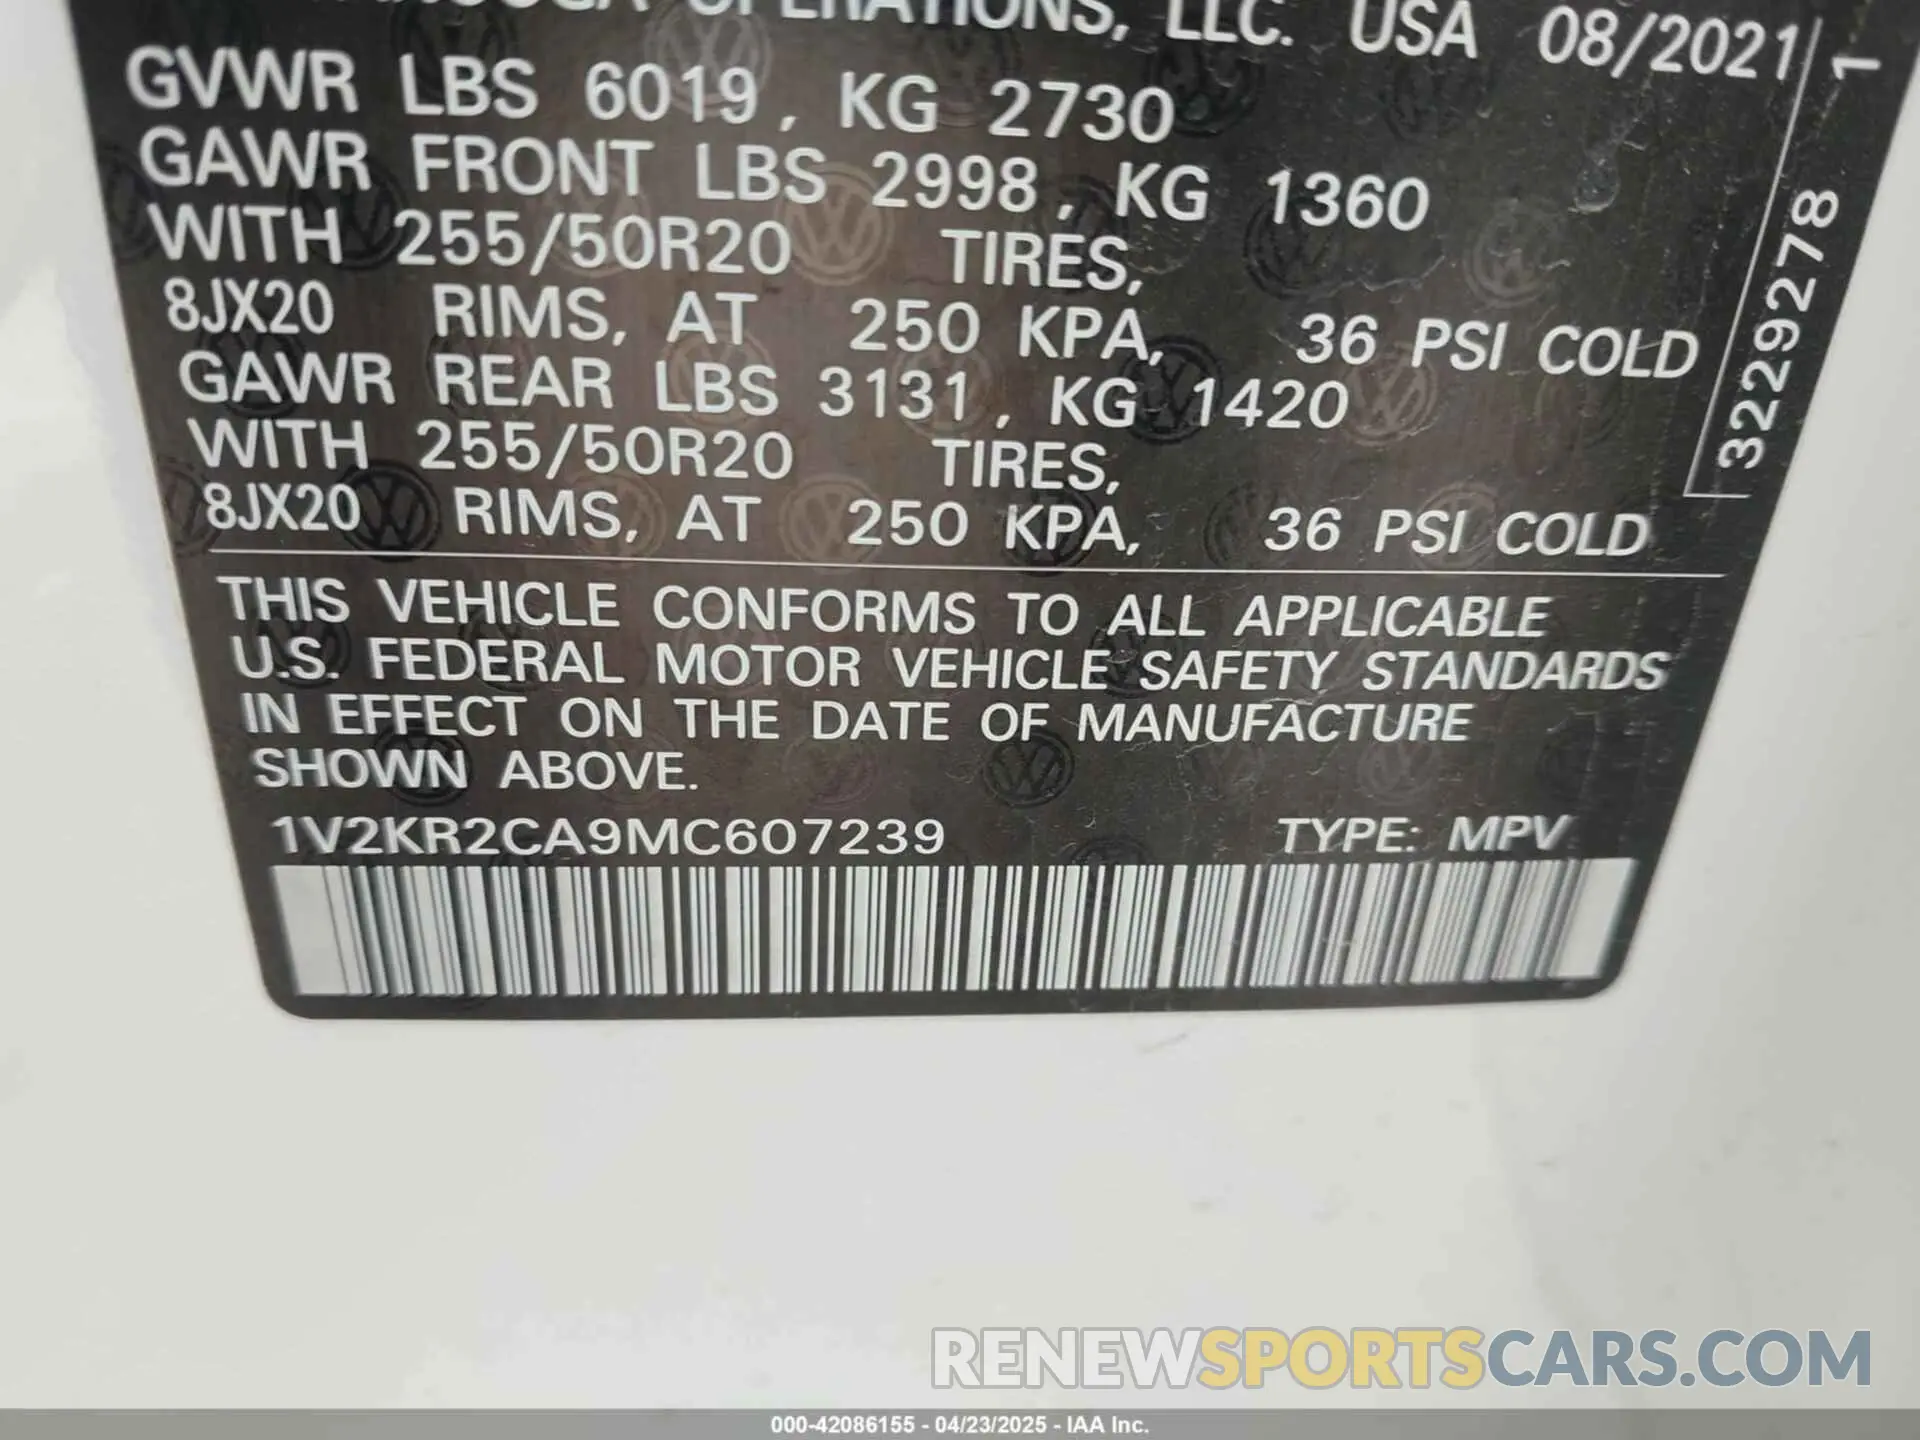 OPERATIONS, LLC. USA 08/2021
GVWR LBS 6019, KG 2730
GAWR FRONT LBS 2998, KG 1360
WITH 255/50R20 TIRES,
8JX20 RIMS, AT 250 KPA, 36 PSI COLD
GAWR REAR LBS 3131, KG 1420
WITH 255/50R20 TIRES,
8JX20 RIMS, AT 250 KPA, 36 PSI COLD
3229278 1
THIS VEHICLE CONFORMS TO ALL APPLICABLE
U.S. FEDERAL MOTOR VEHICLE SAFETY STANDARDS
IN EFFECT ON THE DATE OF MANUFACTURE
SHOWN ABOVE.
1V2KR2CA9MC607239 TYPE: MPV
RENEWSPORTSCARS.COM
000-42086155 - 04/23/2025 - IAA Inc.